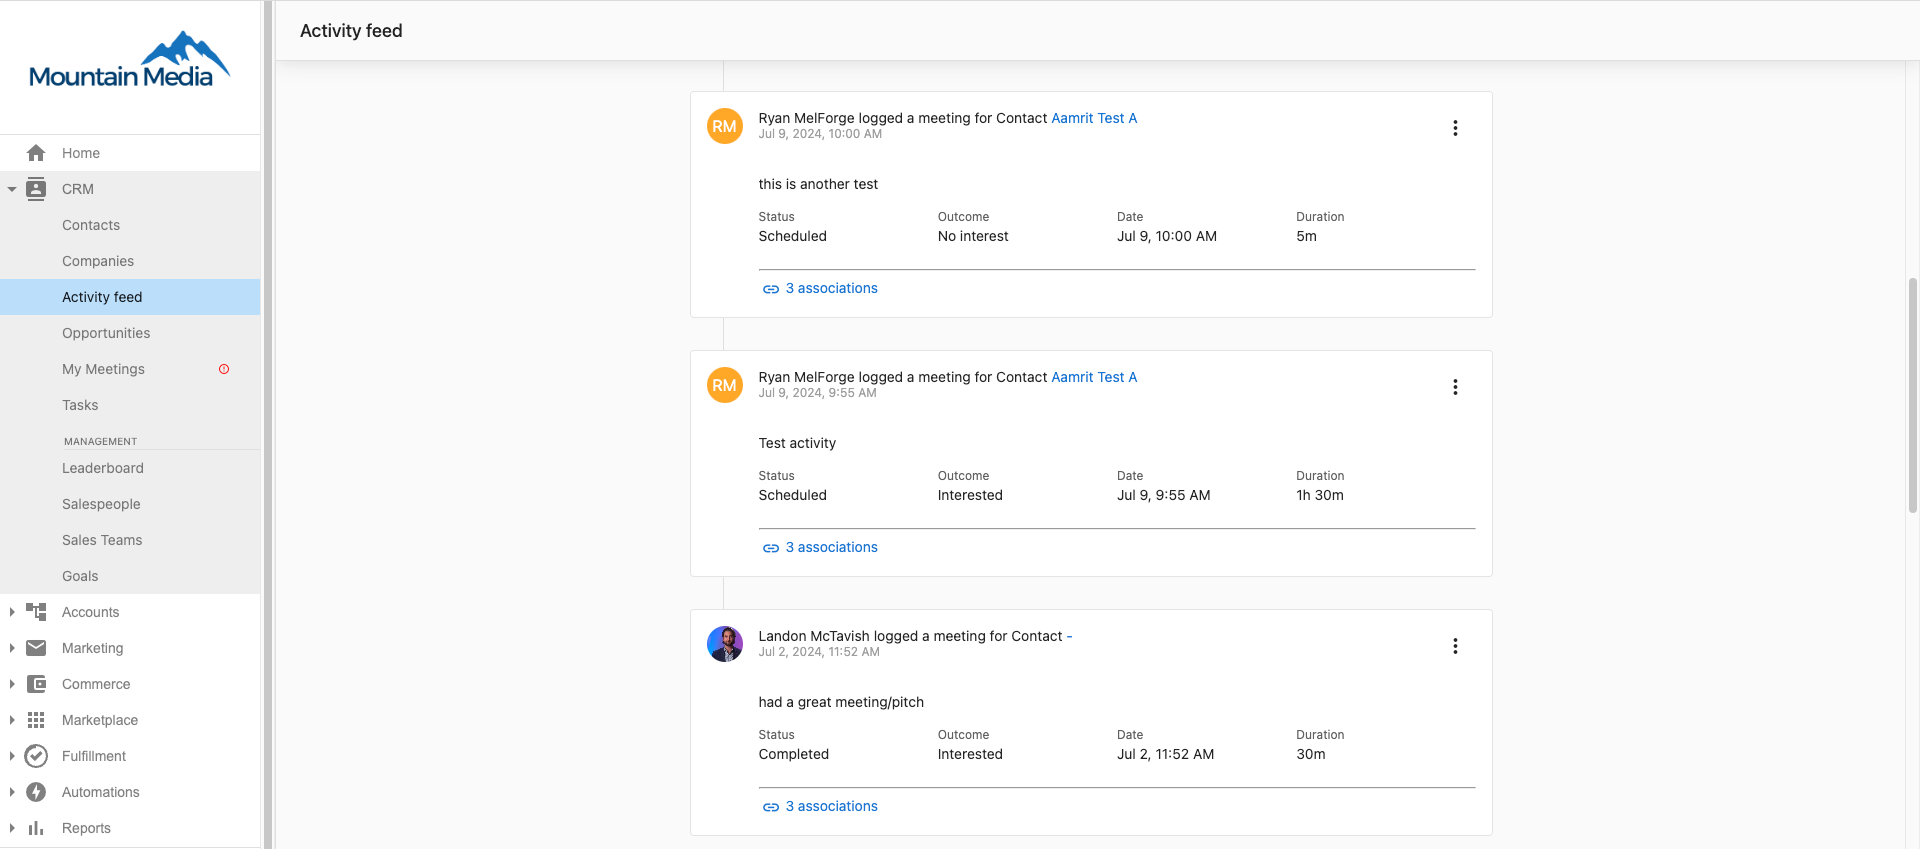 Mountain Media
Home
CRM
Contacts
Companies
Activity feed
Opportunities
My Meetings
Tasks
MANAGEMENT
Leaderboard
Salespeople
Sales Teams
Goals
Accounts
Marketing
Commerce
Marketplace
Fulfillment
Automations
Reports
Activity feed
RM
Ryan MelForge logged a meeting for Contact Aamrit Test A
Jul 9, 2024, 10:00 AM
this is another test
Status Outcome Date Duration
Scheduled No interest Jul 9, 10:00 AM 5m
3 associations
RM
Ryan MelForge logged a meeting for Contact Aamrit Test A
Jul 9, 2024, 9:55 AM
Test activity
Status Outcome Date Duration
Scheduled Interested Jul 9, 9:55 AM 1h 30m
3 associations
Landon McTavish logged a meeting for Contact -
Jul 2, 2024, 11:52 AM
had a great meeting/pitch
Status Outcome Date Duration
Completed Interested Jul 2, 11:52 AM 30m
3 associations